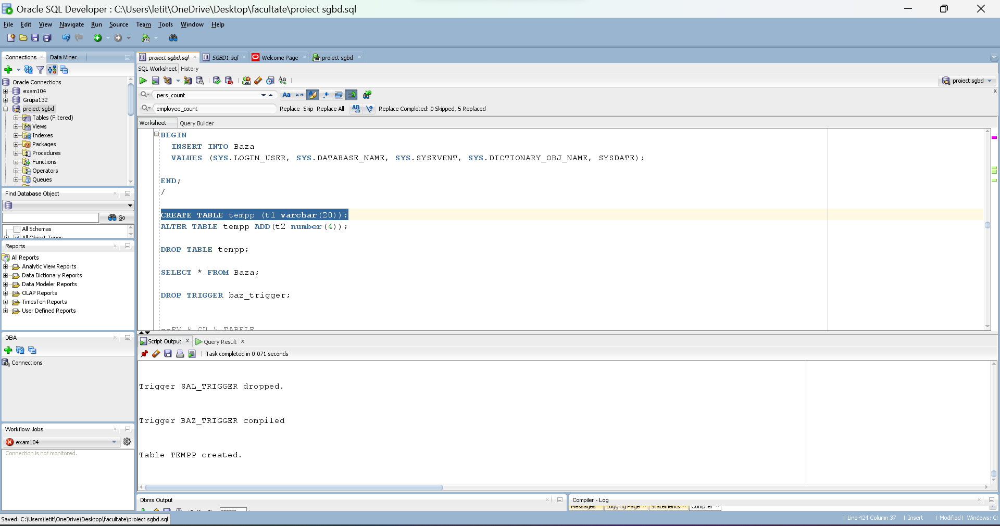 Oracle SQL Developer : C:\Users\letit\OneDrive\Desktop\facultate\proiect sgbd.sql
File Edit View Navigate Run Source Team Tools Window Help
Connections
Data Miner
proiect sgbd.sql
SGBD1.sql
Welcome Page
proiect sgbd
SQL Worksheet History
proiect sgbd
pers_count
employee_count
Replace Skip Replace All
Replace Completed: 0 Skipped, 5 Replaced
Worksheet Query Builder
Oracle Connections
exam104
Grupa132
proiect sgbd
Tables (Filtered)
Views
Indexes
Packages
Procedures
Functions
Operators
Queues
Find Database Object
Go
All Schemas
All Object Types
Reports
All Reports
Analytic View Reports
Data Dictionary Reports
Data Modeler Reports
OLAP Reports
TimesTen Reports
User Defined Reports
DBA
Connections
Workflow Jobs
exam104
Connection is not monitored.
BEGIN
INSERT INTO Baza
VALUES (SYS.LOGIN_USER, SYS.DATABASE_NAME, SYS.SYSEVENT, SYS.DICTIONARY_OBJ_NAME, SYSDATE);
END;
/
CREATE TABLE tempp (t1 varchar(20));
ALTER TABLE tempp ADD(t2 number(4));
DROP TABLE tempp;
SELECT * FROM Baza;
DROP TRIGGER baz_trigger;
--EX 9 CU 5 TABELE
Script Output
Query Result
Task completed in 0.071 seconds
Trigger SAL_TRIGGER dropped.
Trigger BAZ_TRIGGER compiled
Table TEMPP created.
Dbms Output
Compiler - Log
Messages
Logging Page
Statements
Compiler
Saved: C:\Users\letit\OneDrive\Desktop\facultate\proiect sgbd.sql
Line 424 Column 37
Insert
Modified
Windows: Cl